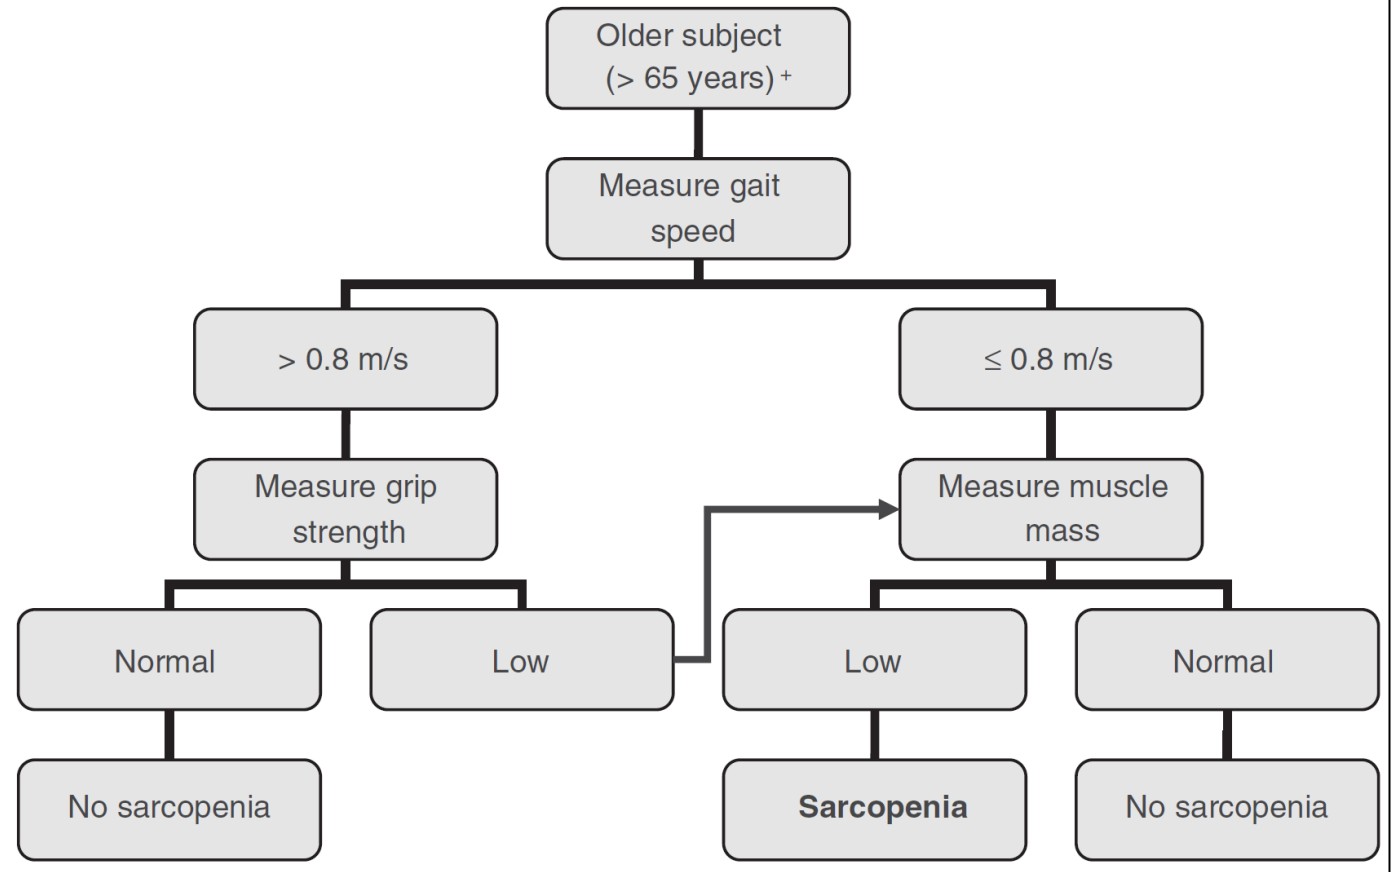 Older subject
(> 65 years)+
Measure gait
speed
> 0.8 m/s
≤ 0.8 m/s
Measure grip
strength
Measure muscle
mass
Normal
Low
Low
Normal
No sarcopenia
Sarcopenia
No sarcopenia